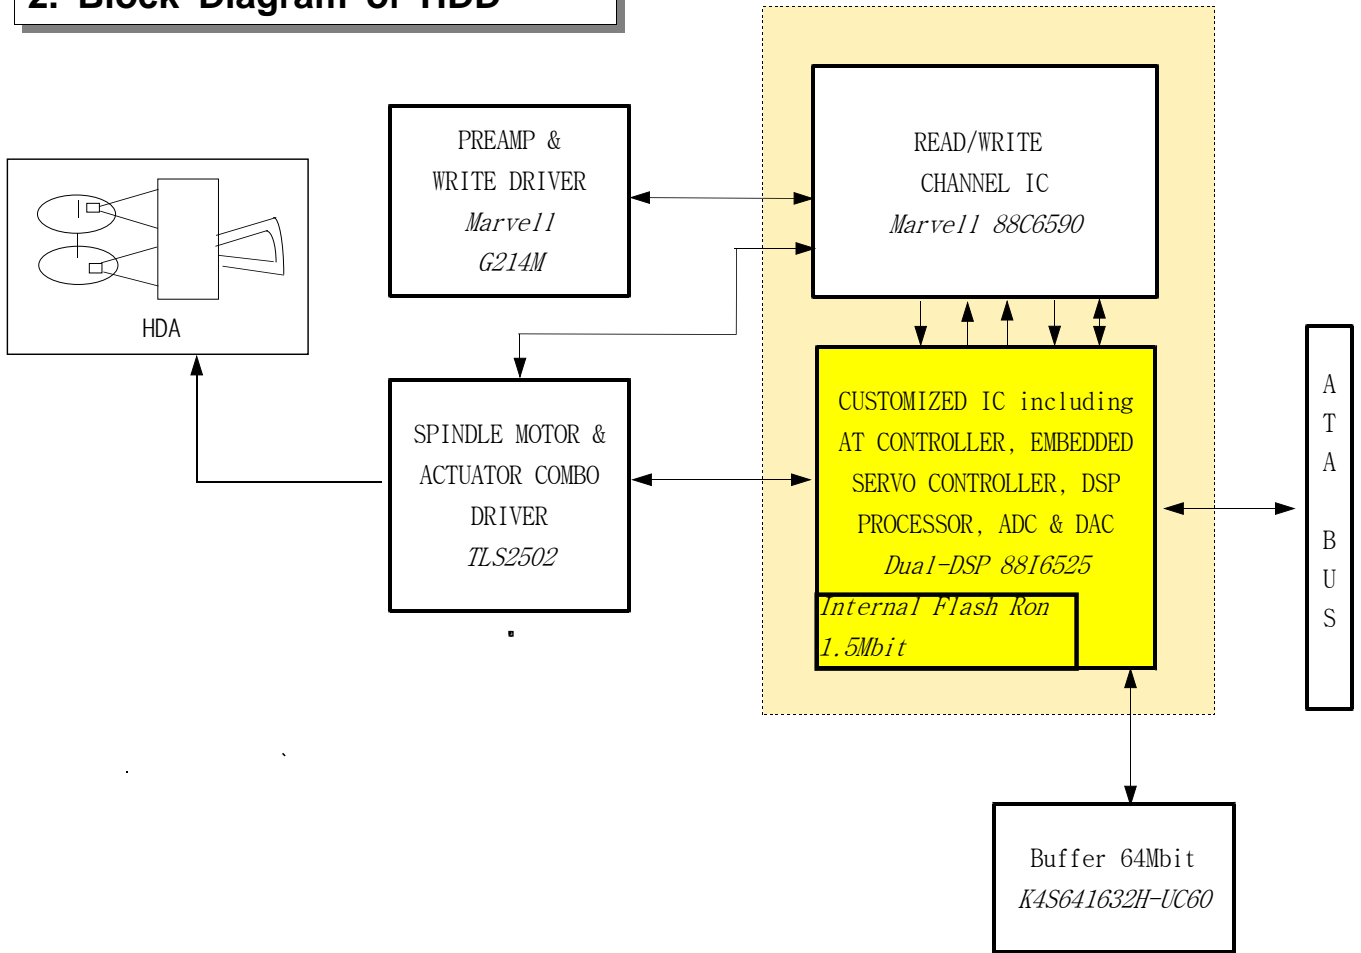 2. Block Diagram of HDD
PREAMP &
WRITE DRIVER
Marvell
G214M
READ/WRITE
CHANNEL IC
Marvell 88C6590
HDA
SPINDLE MOTOR &
ACTUATOR COMBO
DRIVER
TLS2502
CUSTOMIZED IC including
AT CONTROLLER, EMBEDDED
SERVO CONTROLLER, DSP
PROCESSOR, ADC & DAC
Dual-DSP 88I6525
Internal Flash Ron
1.5Mbit
A
T
A
B
U
S
Buffer 64Mbit
K4S641632H-UC60